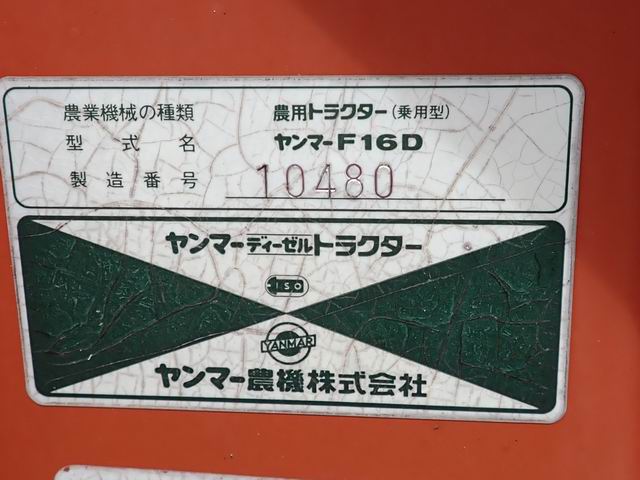 農業機械の種類 農用トラクター(乗用型)
型式名 ヤンマーF16D
製造番号 10480
ヤンマーディーゼルトラクター
ISO
YANMAR
ヤンマー農機株式会社